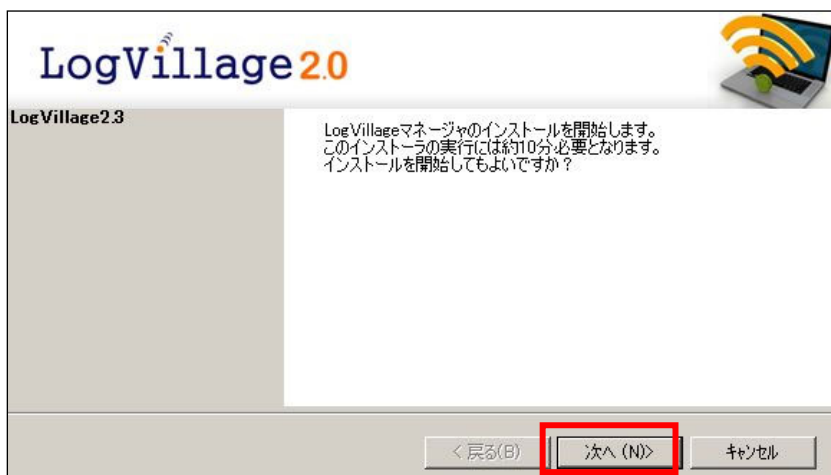 LogVillage2.0
LogVillage2.3
LogVillageマネージャのインストールを開始します。
このインストーラの実行には約10分必要となります。
インストールを開始してもよいですか？
< 戻る(B)
次へ (N)>
キャンセル